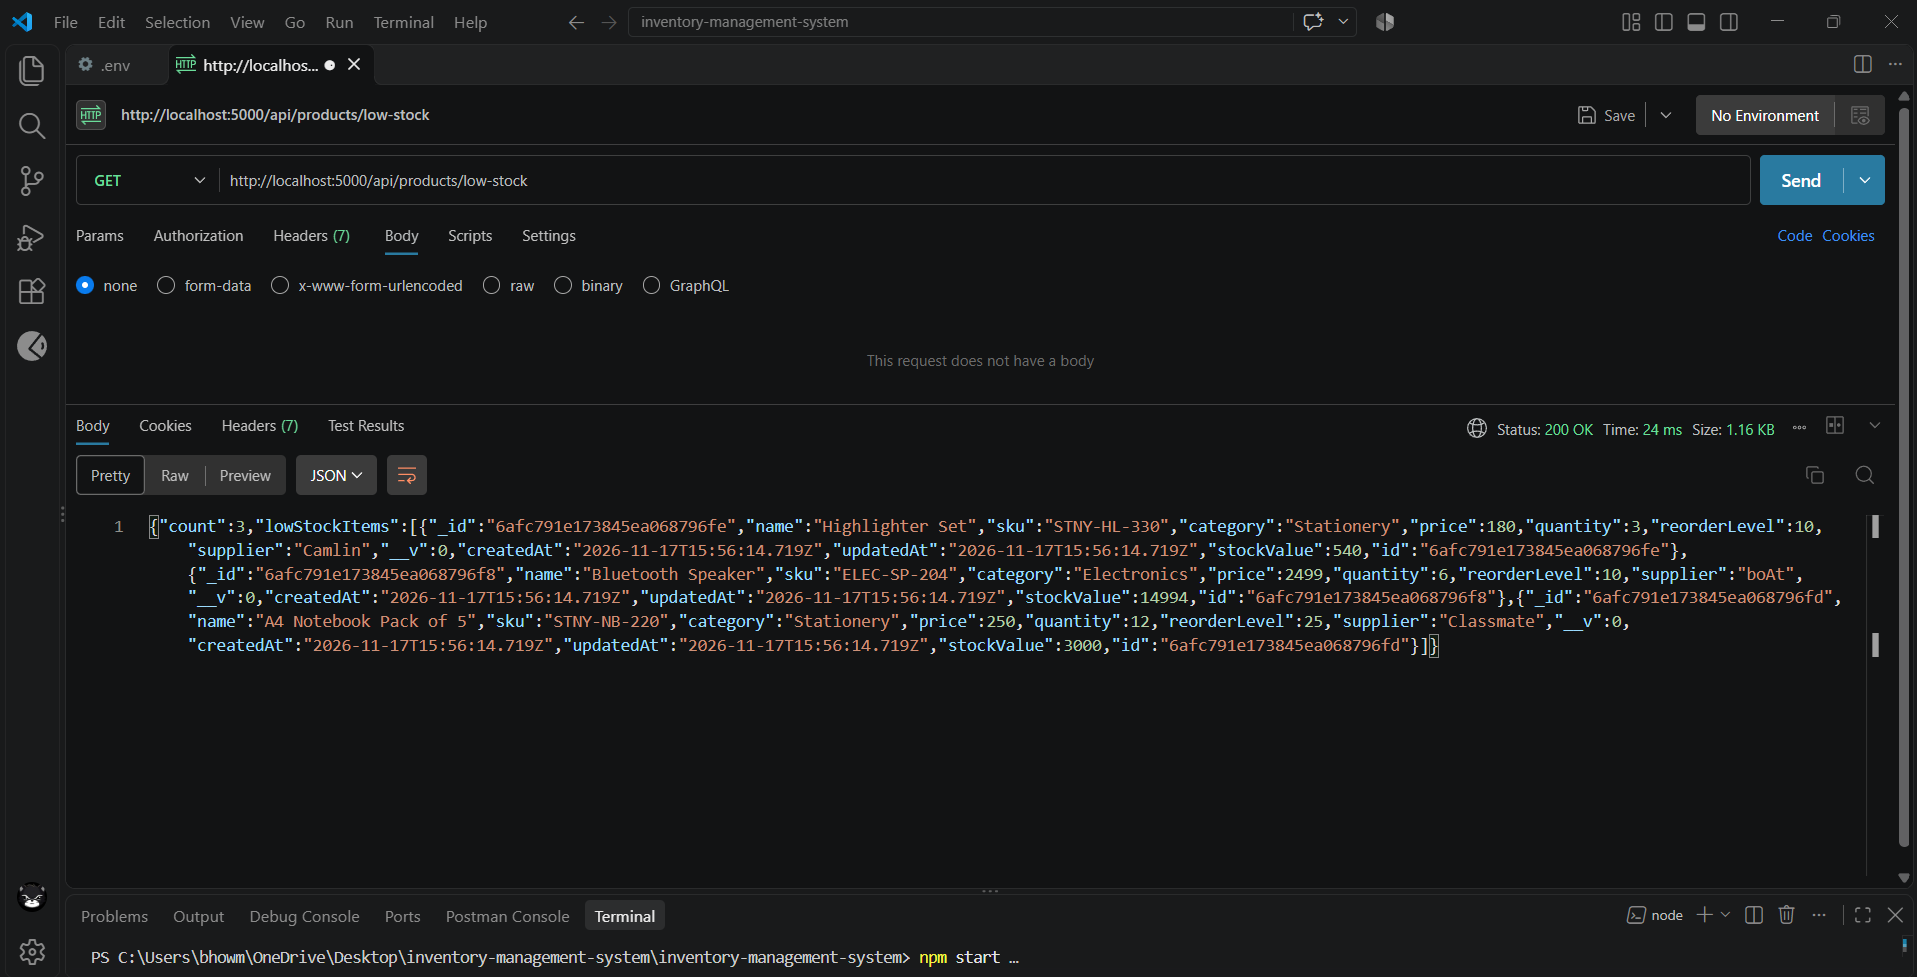 File Edit Selection View Go Run Terminal Help
inventory-management-system
.env
http://localhos...
http://localhost:5000/api/products/low-stock
Save
No Environment
GET
http://localhost:5000/api/products/low-stock
Send
Params Authorization Headers (7) Body Scripts Settings
Code Cookies
none form-data x-www-form-urlencoded raw binary GraphQL
This request does not have a body
Body Cookies Headers (7) Test Results
Status: 200 OK Time: 24 ms Size: 1.16 KB
Pretty Raw Preview JSON
1 {"count":3,"lowStockItems":[{"_id":"6afc791e173845ea068796fe","name":"Highlighter Set","sku":"STNY-HL-330","category":"Stationery","price":180,"quantity":3,"reorderLevel":10,
"supplier":"Camlin","__v":0,"createdAt":"2026-11-17T15:56:14.719Z","updatedAt":"2026-11-17T15:56:14.719Z","stockValue":540,"id":"6afc791e173845ea068796fe"},
{"_id":"6afc791e173845ea068796f8","name":"Bluetooth Speaker","sku":"ELEC-SP-204","category":"Electronics","price":2499,"quantity":6,"reorderLevel":10,"supplier":"boAt",
"__v":0,"createdAt":"2026-11-17T15:56:14.719Z","updatedAt":"2026-11-17T15:56:14.719Z","stockValue":14994,"id":"6afc791e173845ea068796f8"},{"_id":"6afc791e173845ea068796fd",
"name":"A4 Notebook Pack of 5","sku":"STNY-NB-220","category":"Stationery","price":250,"quantity":12,"reorderLevel":25,"supplier":"Classmate","__v":0,
"createdAt":"2026-11-17T15:56:14.719Z","updatedAt":"2026-11-17T15:56:14.719Z","stockValue":3000,"id":"6afc791e173845ea068796fd"}]}
Problems Output Debug Console Ports Postman Console Terminal
node
PS C:\Users\bhowm\OneDrive\Desktop\inventory-management-system\inventory-management-system> npm start …